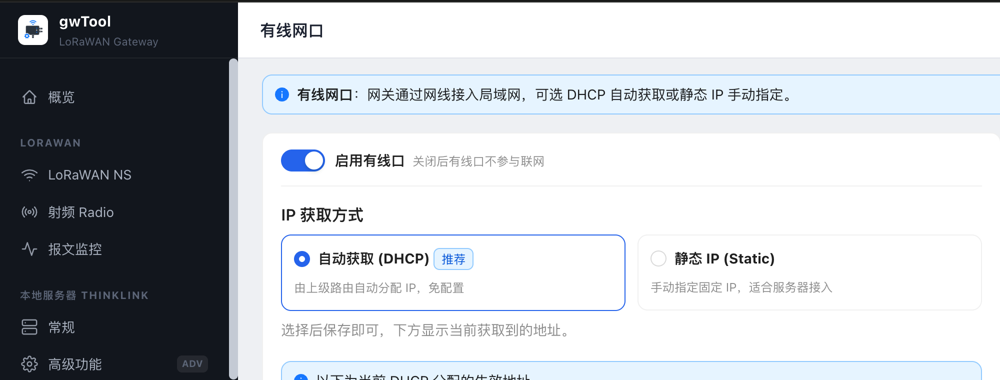 gwTool
LoRaWAN Gateway
概览
LORAWAN
LoRaWAN NS
射频 Radio
报文监控
本地服务器 THINKLINK
常规
高级功能
ADV
有线网口
有线网口：网关通过网线接入局域网，可选 DHCP 自动获取或静态 IP 手动指定。
启用有线口 关闭后有线口不参与联网
IP 获取方式
自动获取 (DHCP) 推荐
由上级路由自动分配 IP，免配置
静态 IP (Static)
手动指定固定 IP，适合服务器接入
选择后保存即可，下方显示当前获取到的地址。
以下为当前 DHCP 分配的生效地址